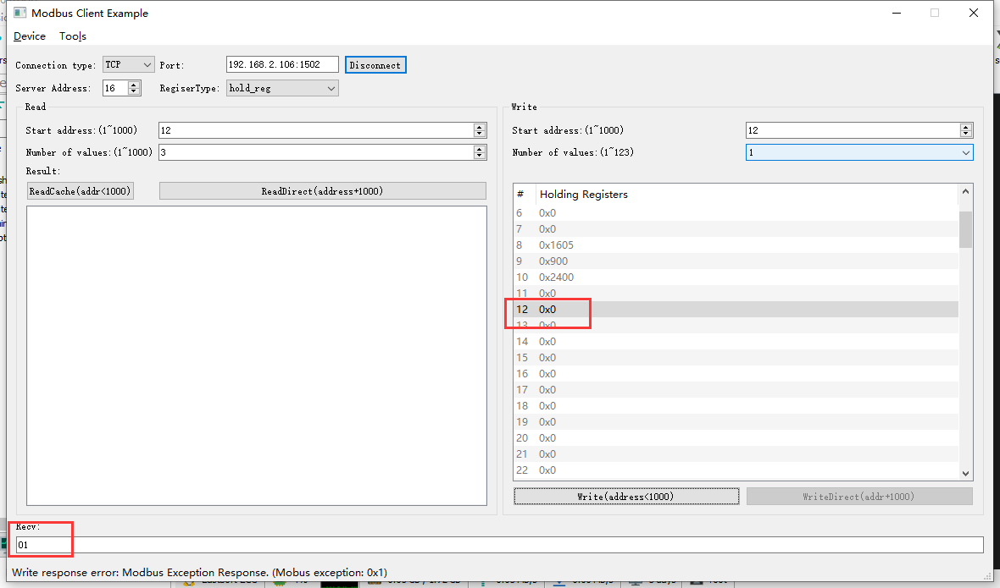 Modbus Client Example
Device Tools
Connection type: TCP Port: 192.168.2.106:1502 Disconnect
Server Address: 16 RegiserType: hold_reg
Read
Start address:(1~1000) 12
Number of values:(1~1000) 3
Result:
ReadCache(addr<1000) ReadDirect(address+1000)
Write
Start address:(1~1000) 12
Number of values:(1~123) 1
# Holding Registers
6 0x0
7 0x0
8 0x1605
9 0x900
10 0x2400
11 0x0
12 0x0
13 0x0
14 0x0
15 0x0
16 0x0
17 0x0
18 0x0
19 0x0
20 0x0
21 0x0
22 0x0
Write(address<1000) WriteDirect(addr+1000)
Recv:
01
Write response error: Modbus Exception Response. (Mobus exception: 0x1)